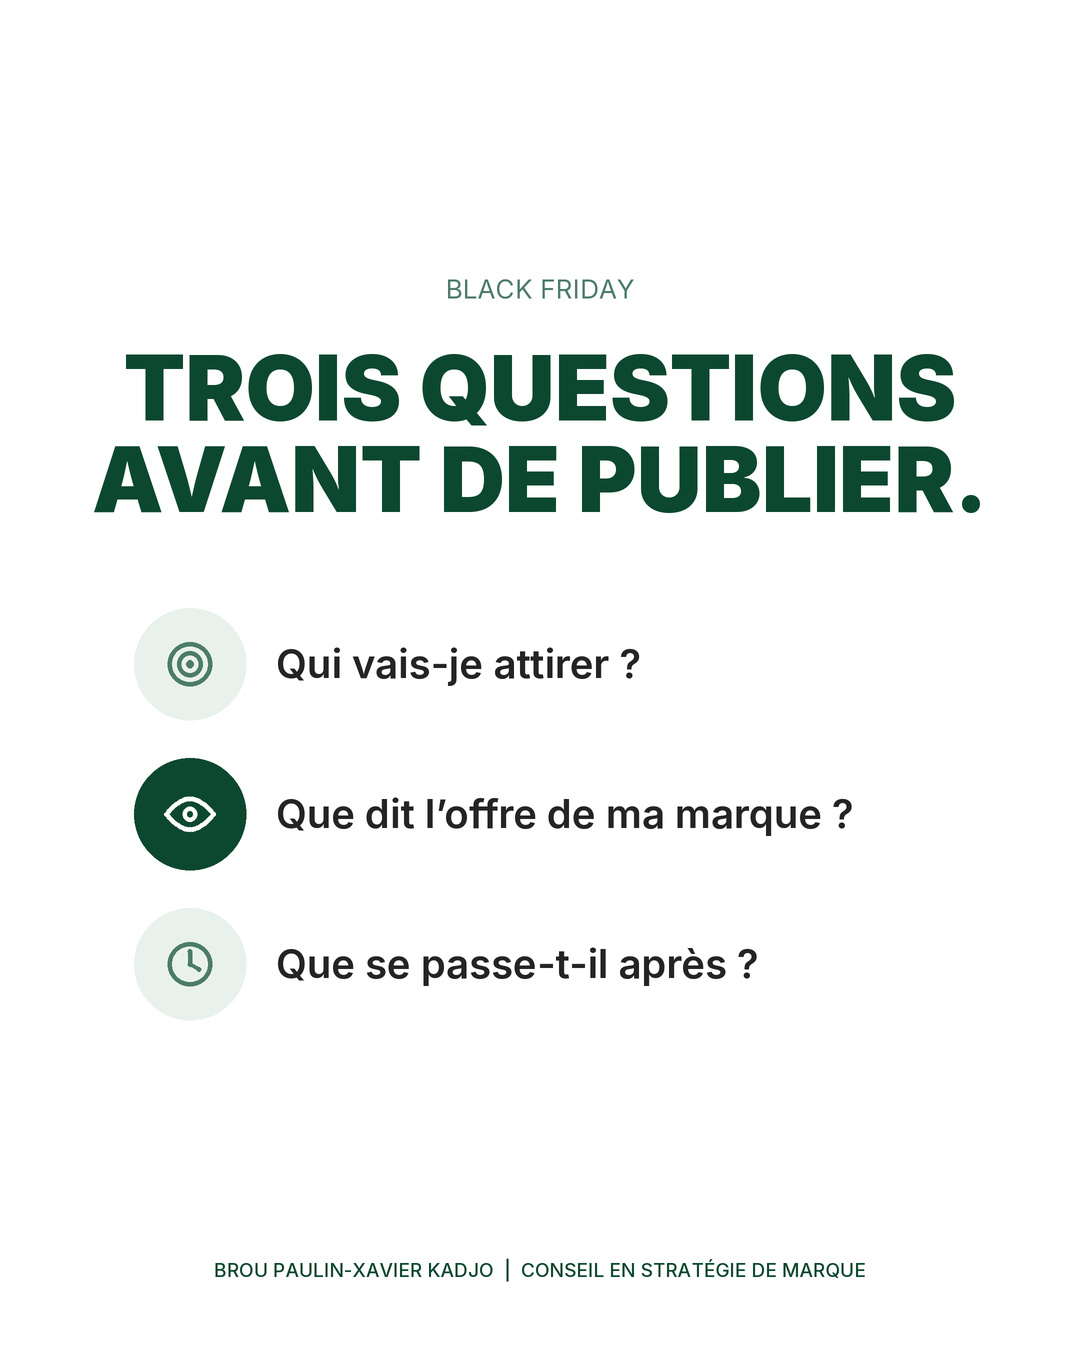 BLACK FRIDAY
TROIS QUESTIONS
AVANT DE PUBLIER.
Qui vais-je attirer ?
Que dit l’offre de ma marque ?
Que se passe-t-il après ?
BROU PAULIN-XAVIER KADJO | CONSEIL EN STRATÉGIE DE MARQUE